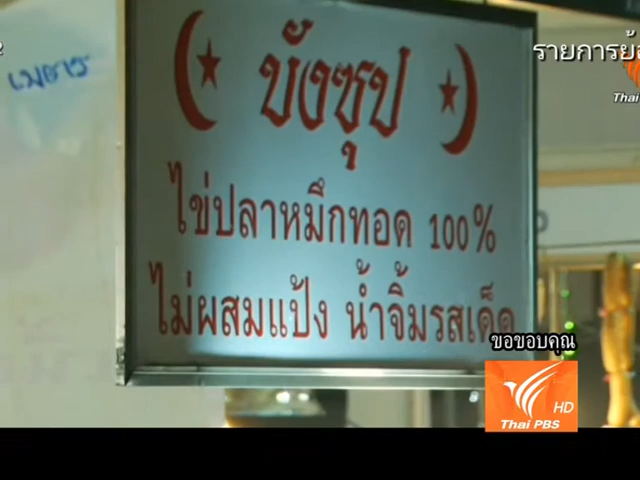 รายการย้อ
Thai
บังซุป
ไข่ปลาหมึกทอด 100%
ไม่ผสมแป้ง น้ำจิ้มรสเด็ด
ขอขอบคุณ
HD
Thai PBS